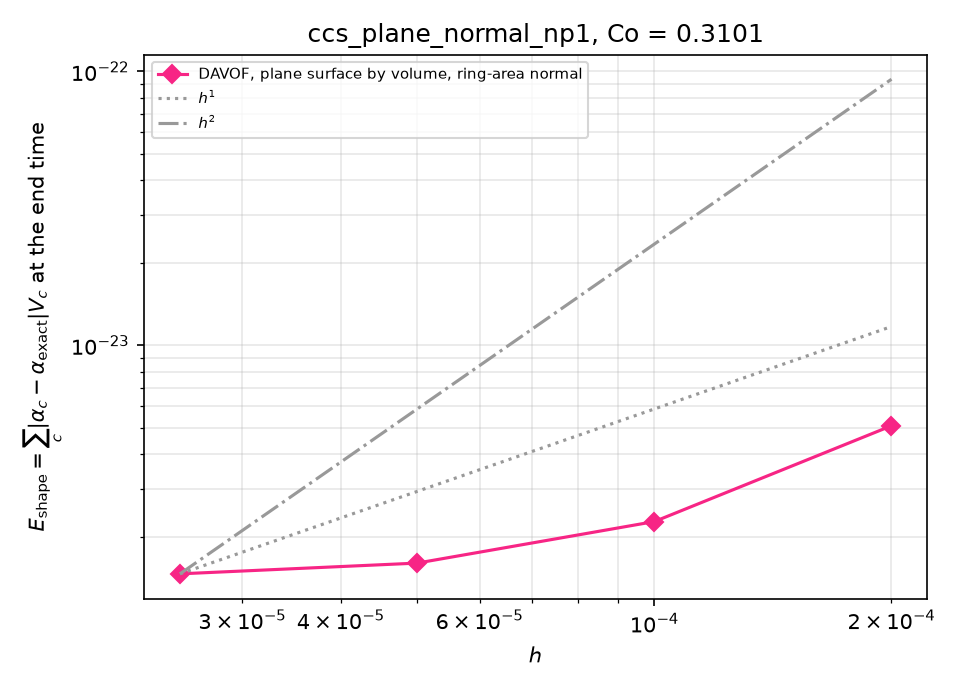 ccs_plane_normal_np1, Co = 0.3101
DAVOF, plane surface by volume, ring-area normal
h¹
h²
10⁻²²
10⁻²³
E_shape = ∑_c |α_c − α_exact|V_c at the end time
3 × 10⁻⁵ 4 × 10⁻⁵ 6 × 10⁻⁵ 10⁻⁴ 2 × 10⁻⁴
h